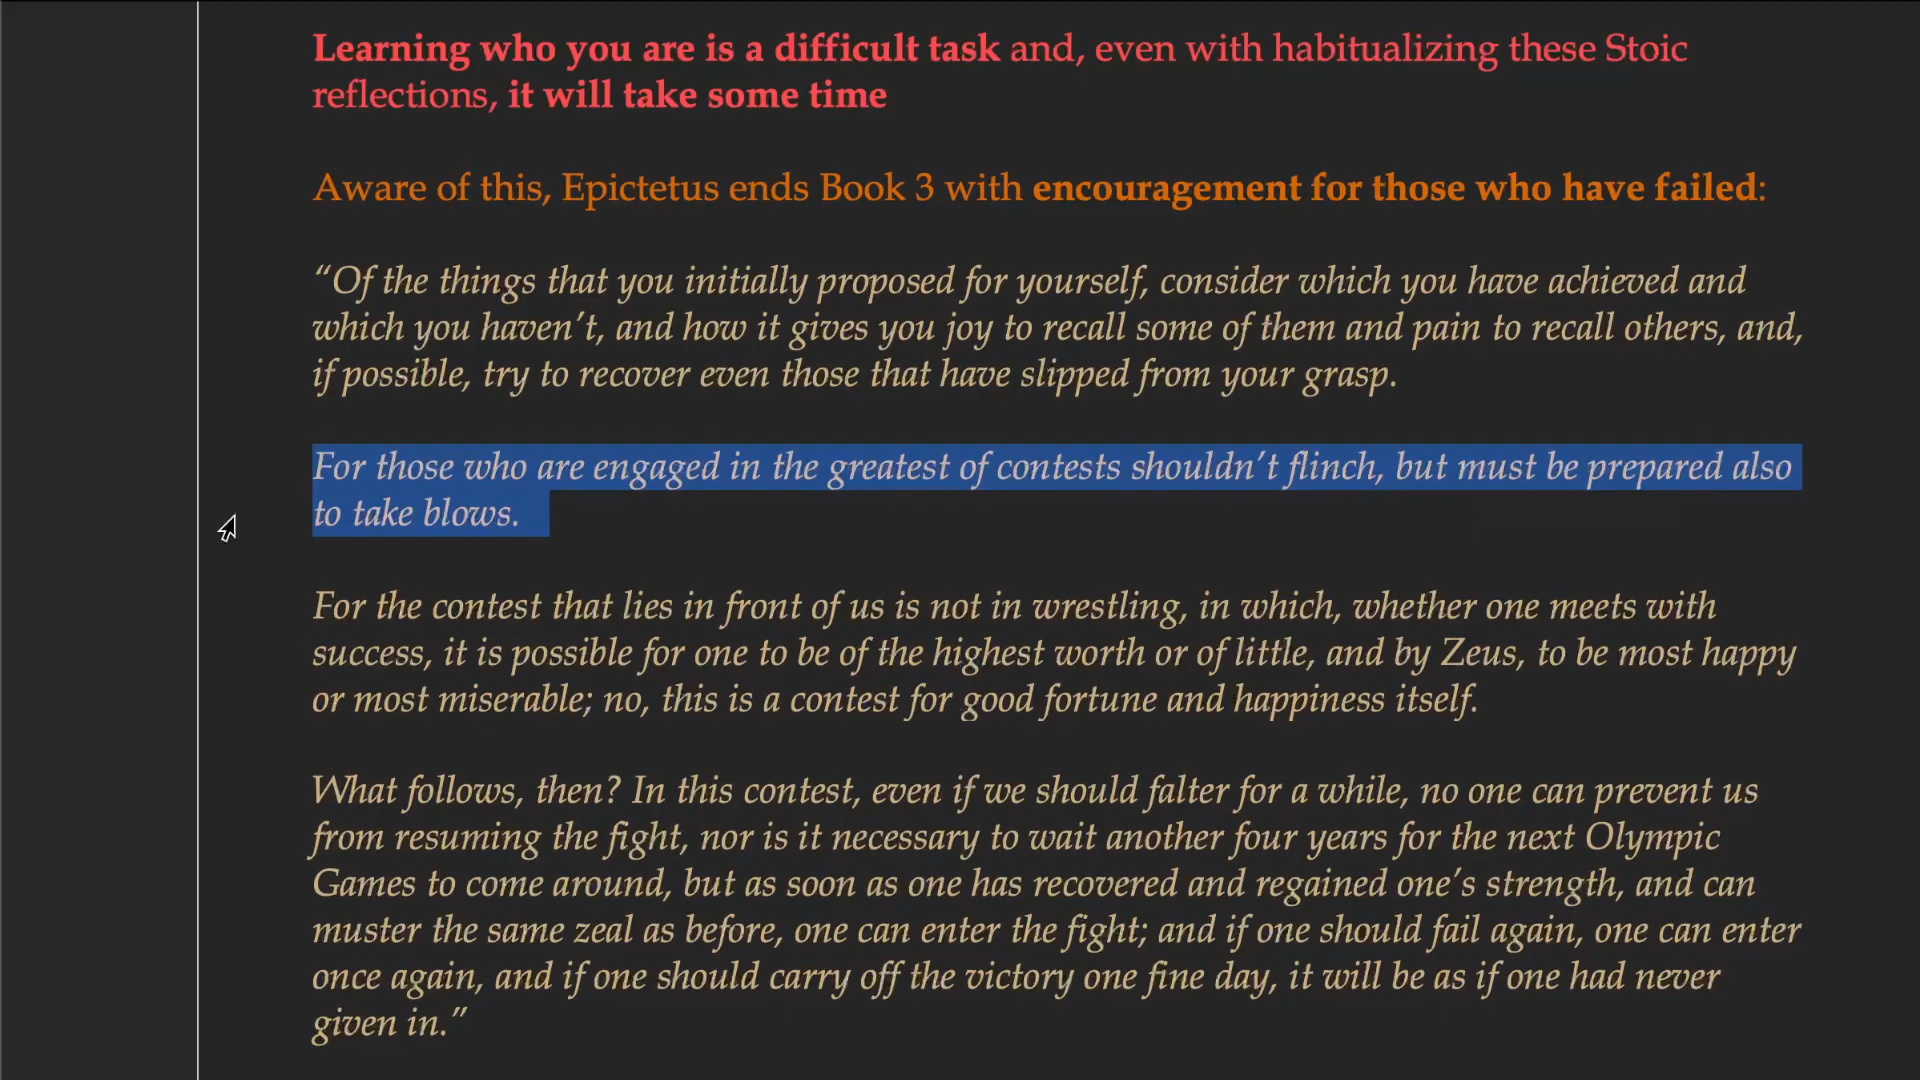 Learning who you are is a difficult task and, even with habitualizing these Stoic
reflections, it will take some time
Aware of this, Epictetus ends Book 3 with encouragement for those who have failed:
“Of the things that you initially proposed for yourself, consider which you have achieved and
which you haven’t, and how it gives you joy to recall some of them and pain to recall others, and,
if possible, try to recover even those that have slipped from your grasp.
For those who are engaged in the greatest of contests shouldn’t flinch, but must be prepared also
to take blows.
For the contest that lies in front of us is not in wrestling, in which, whether one meets with
success, it is possible for one to be of the highest worth or of little, and by Zeus, to be most happy
or most miserable; no, this is a contest for good fortune and happiness itself.
What follows, then? In this contest, even if we should falter for a while, no one can prevent us
from resuming the fight, nor is it necessary to wait another four years for the next Olympic
Games to come around, but as soon as one has recovered and regained one’s strength, and can
muster the same zeal as before, one can enter the fight; and if one should fail again, one can enter
once again, and if one should carry off the victory one fine day, it will be as if one had never
given in.”